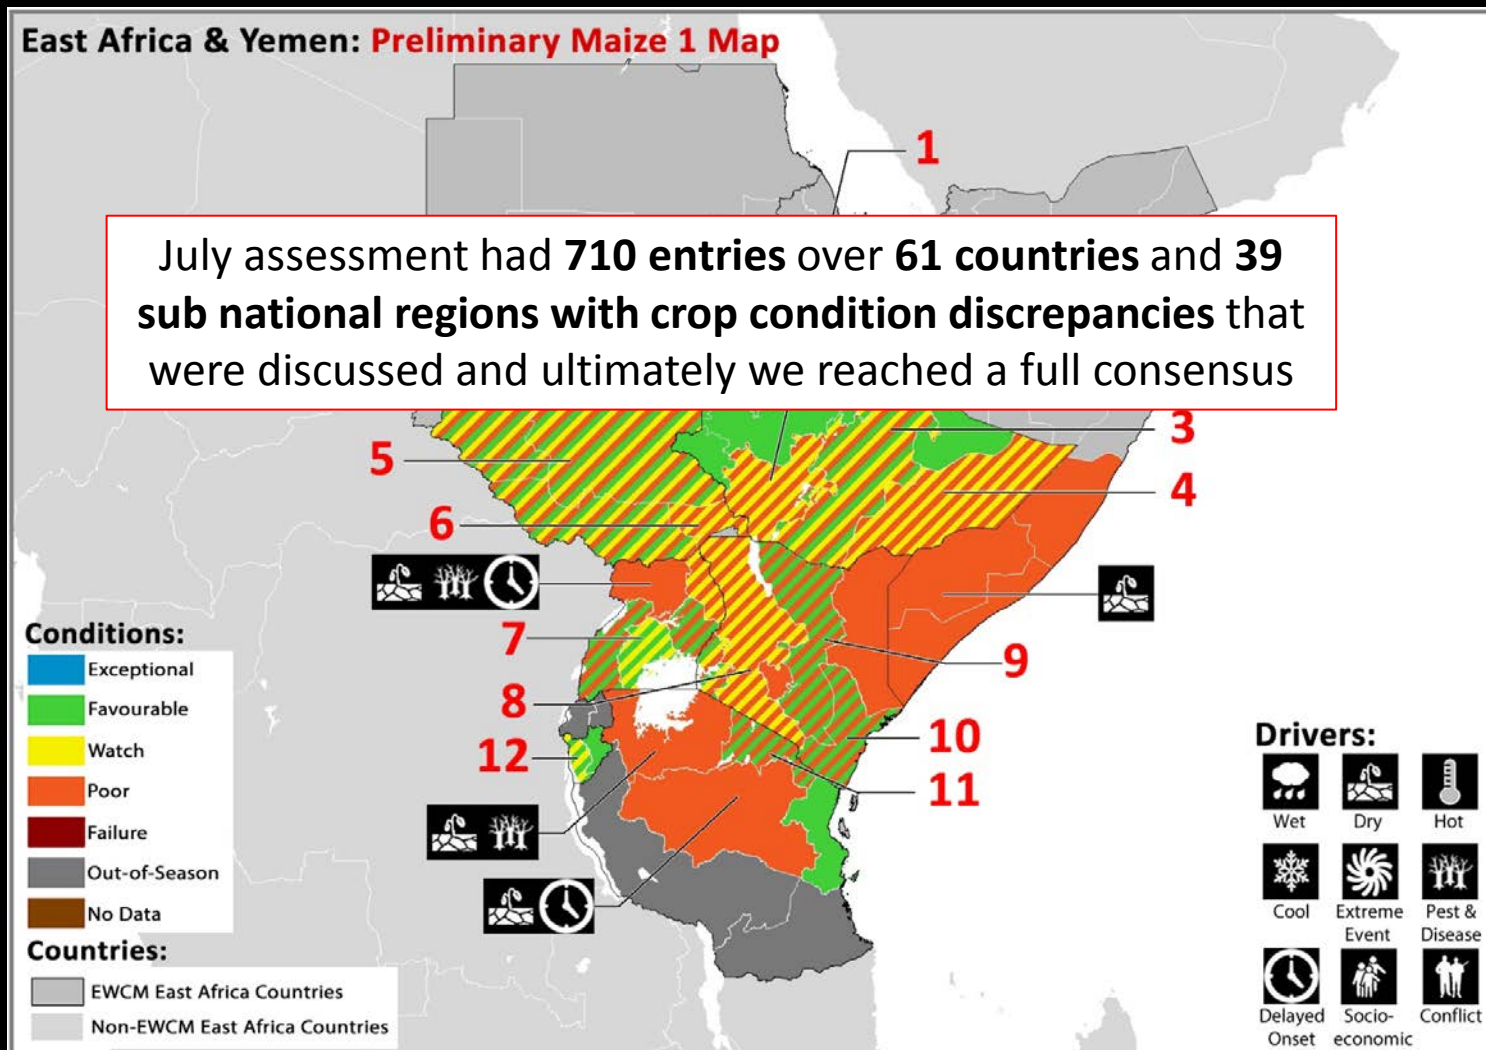 East Africa & Yemen: Preliminary Maize 1 Map
1
July assessment had 710 entries over 61 countries and 39
sub national regions with crop condition discrepancies that
were discussed and ultimately we reached a full consensus
3
5
4
6
7
9
8
10
12
11
Conditions:
Exceptional
Favourable
Watch
Poor
Failure
Out-of-Season
No Data
Countries:
EWCM East Africa Countries
Non-EWCM East Africa Countries
Drivers:
Wet
Dry
Hot
Cool
Extreme
Event
Pest &
Disease
Delayed
Onset
Socio-
economic
Conflict